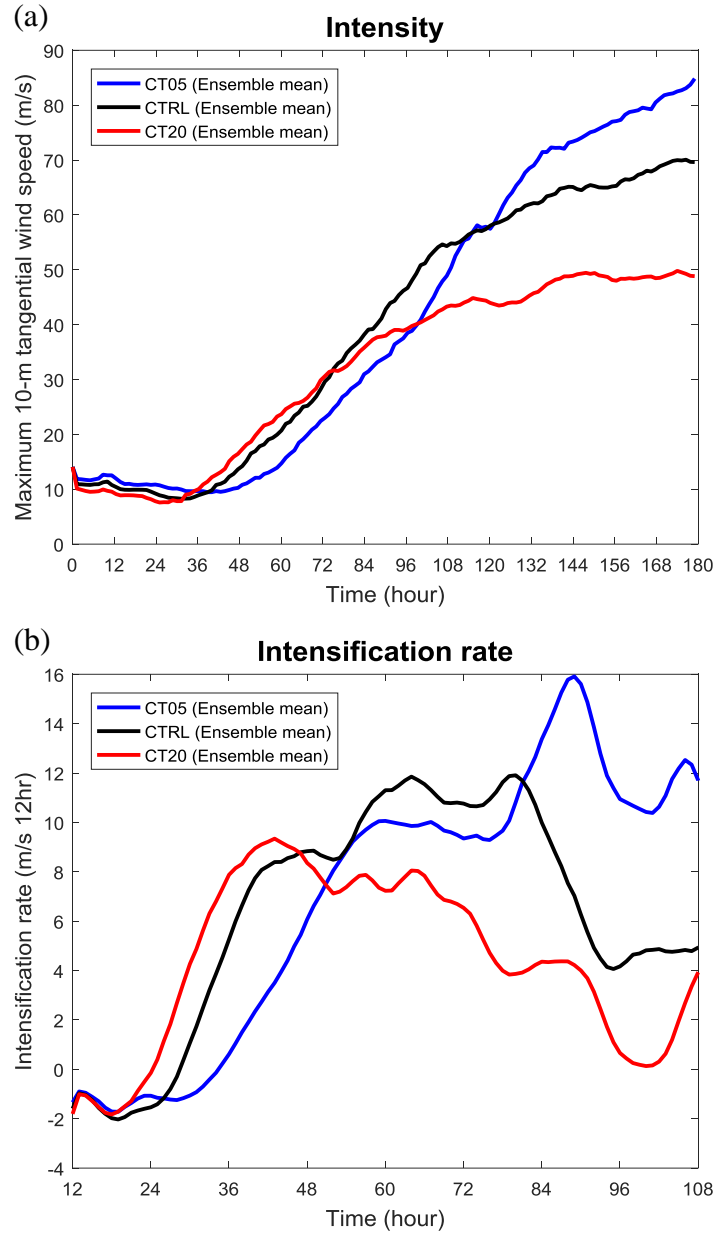 (a)
Intensity
Maximum 10-m tangential wind speed (m/s)
90
80
70
60
50
40
30
20
10
0
CT05 (Ensemble mean)
CTRL (Ensemble mean)
CT20 (Ensemble mean)
0 12 24 36 48 60 72 84 96 108 120 132 144 156 168 180
Time (hour)
(b)
Intensification rate
Intensification rate (m/s 12hr)
16
14
12
10
8
6
4
2
0
-2
-4
CT05 (Ensemble mean)
CTRL (Ensemble mean)
CT20 (Ensemble mean)
12 24 36 48 60 72 84 96 108
Time (hour)